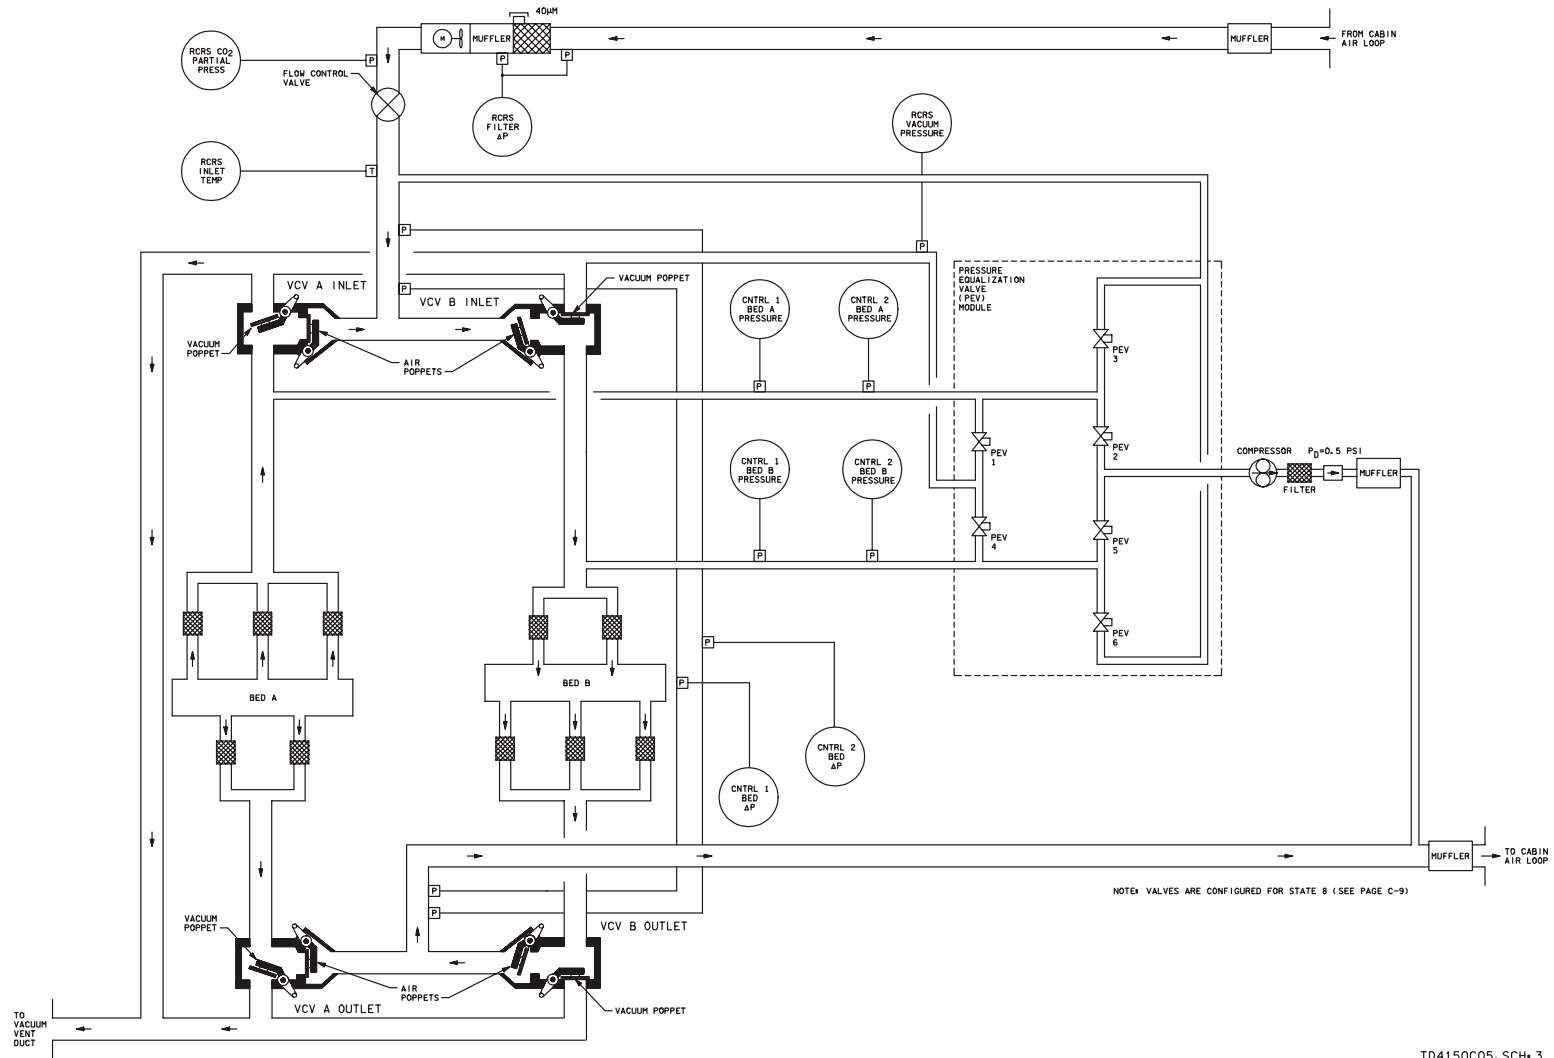 40µM
MUFFLER
M
MUFFLER
FROM CABIN
AIR LOOP
RCRS CO2
PARTIAL
PRESS
P
P
P
FLOW CONTROL
VALVE
RCRS
FILTER
ΔP
RCRS
VACUUM
PRESSURE
RCRS
INLET
TEMP
T
P
P
VCV A INLET
P
VCV B INLET
VACUUM POPPET
PRESSURE
EQUALIZATION
VALVE
(PEV)
MODULE
CNTRL 1
BED A
PRESSURE
CNTRL 2
BED A
PRESSURE
VACUUM
POPPET
AIR
POPPETS
PEV
3
P
P
PEV
1
PEV
2
CNTRL 1
BED B
PRESSURE
CNTRL 2
BED B
PRESSURE
COMPRESSOR
PD=0.5 PSI
MUFFLER
FILTER
PEV
4
PEV
5
P
P
PEV
6
P
BED A
BED B
P
CNTRL 2
BED
ΔP
CNTRL 1
BED
ΔP
MUFFLER
TO CABIN
AIR LOOP
P
P
NOTE: VALVES ARE CONFIGURED FOR STATE 8 (SEE PAGE C-9)
VACUUM
POPPET
VCV B OUTLET
AIR
POPPETS
VCV A OUTLET
VACUUM POPPET
TO
VACUUM
VENT
DUCT
TD4150C05.SCH:3